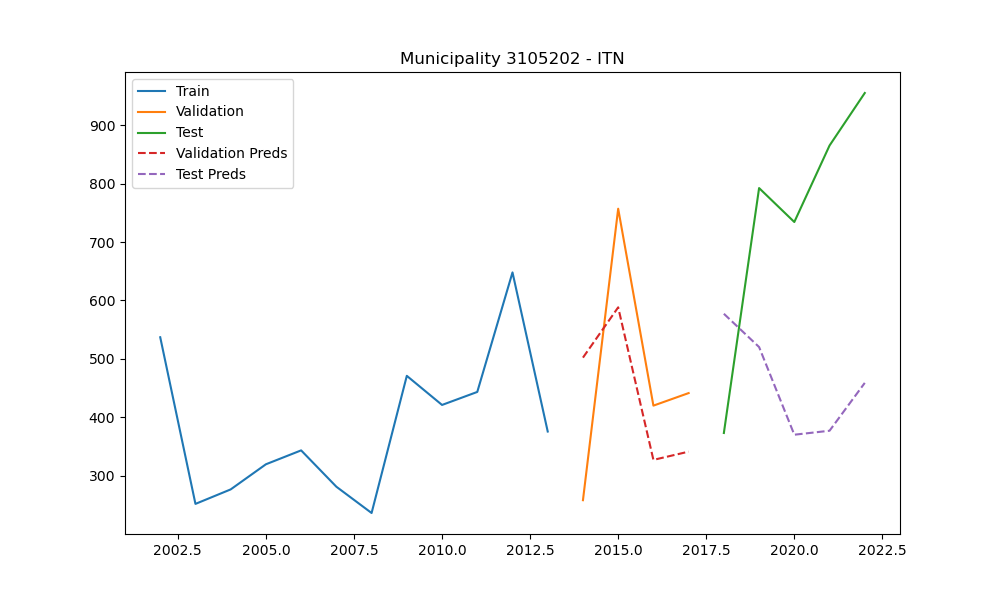 Municipality 3105202 - ITN
Train
Validation
Test
Validation Preds
Test Preds
900
800
700
600
500
400
300
2002.5 2005.0 2007.5 2010.0 2012.5 2015.0 2017.5 2020.0 2022.5